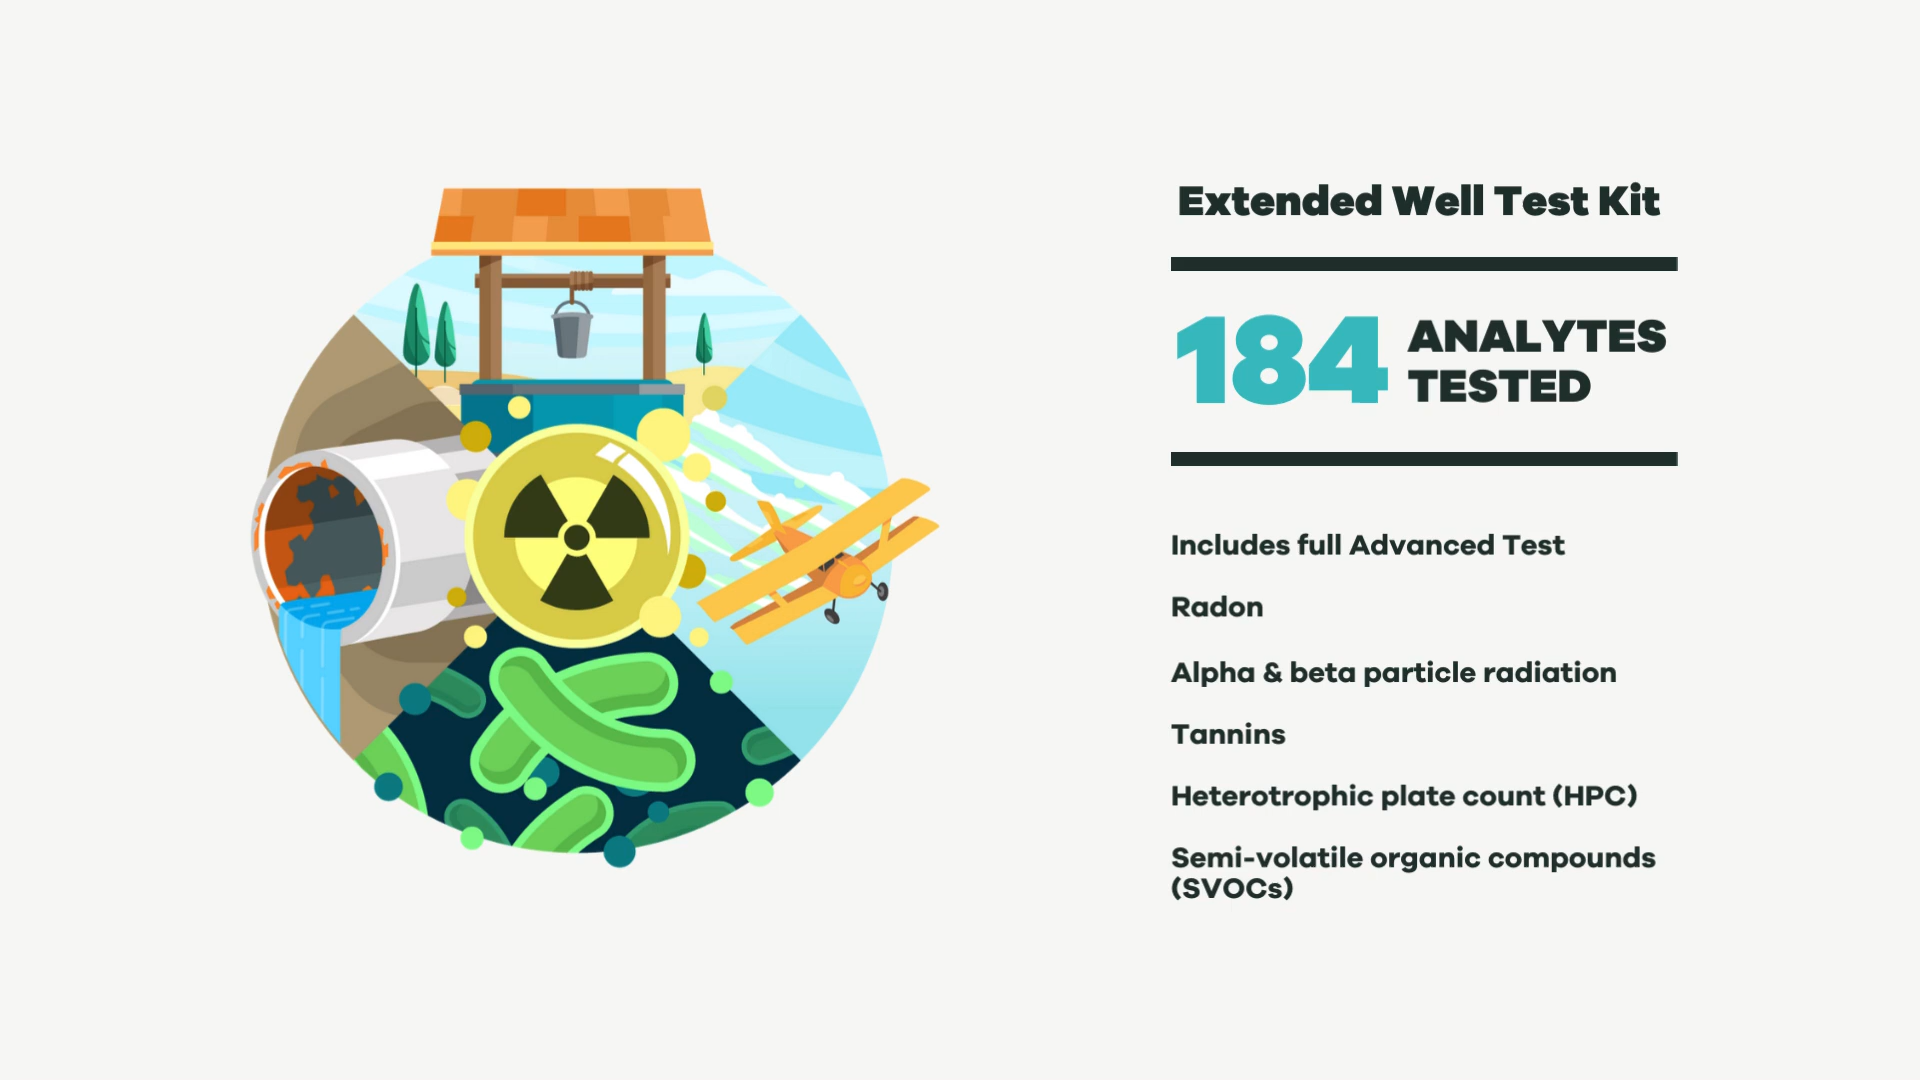 Extended Well Test Kit
184 ANALYTES
TESTED
Includes full Advanced Test
Radon
Alpha & beta particle radiation
Tannins
Heterotrophic plate count (HPC)
Semi-volatile organic compounds
(SVOCs)